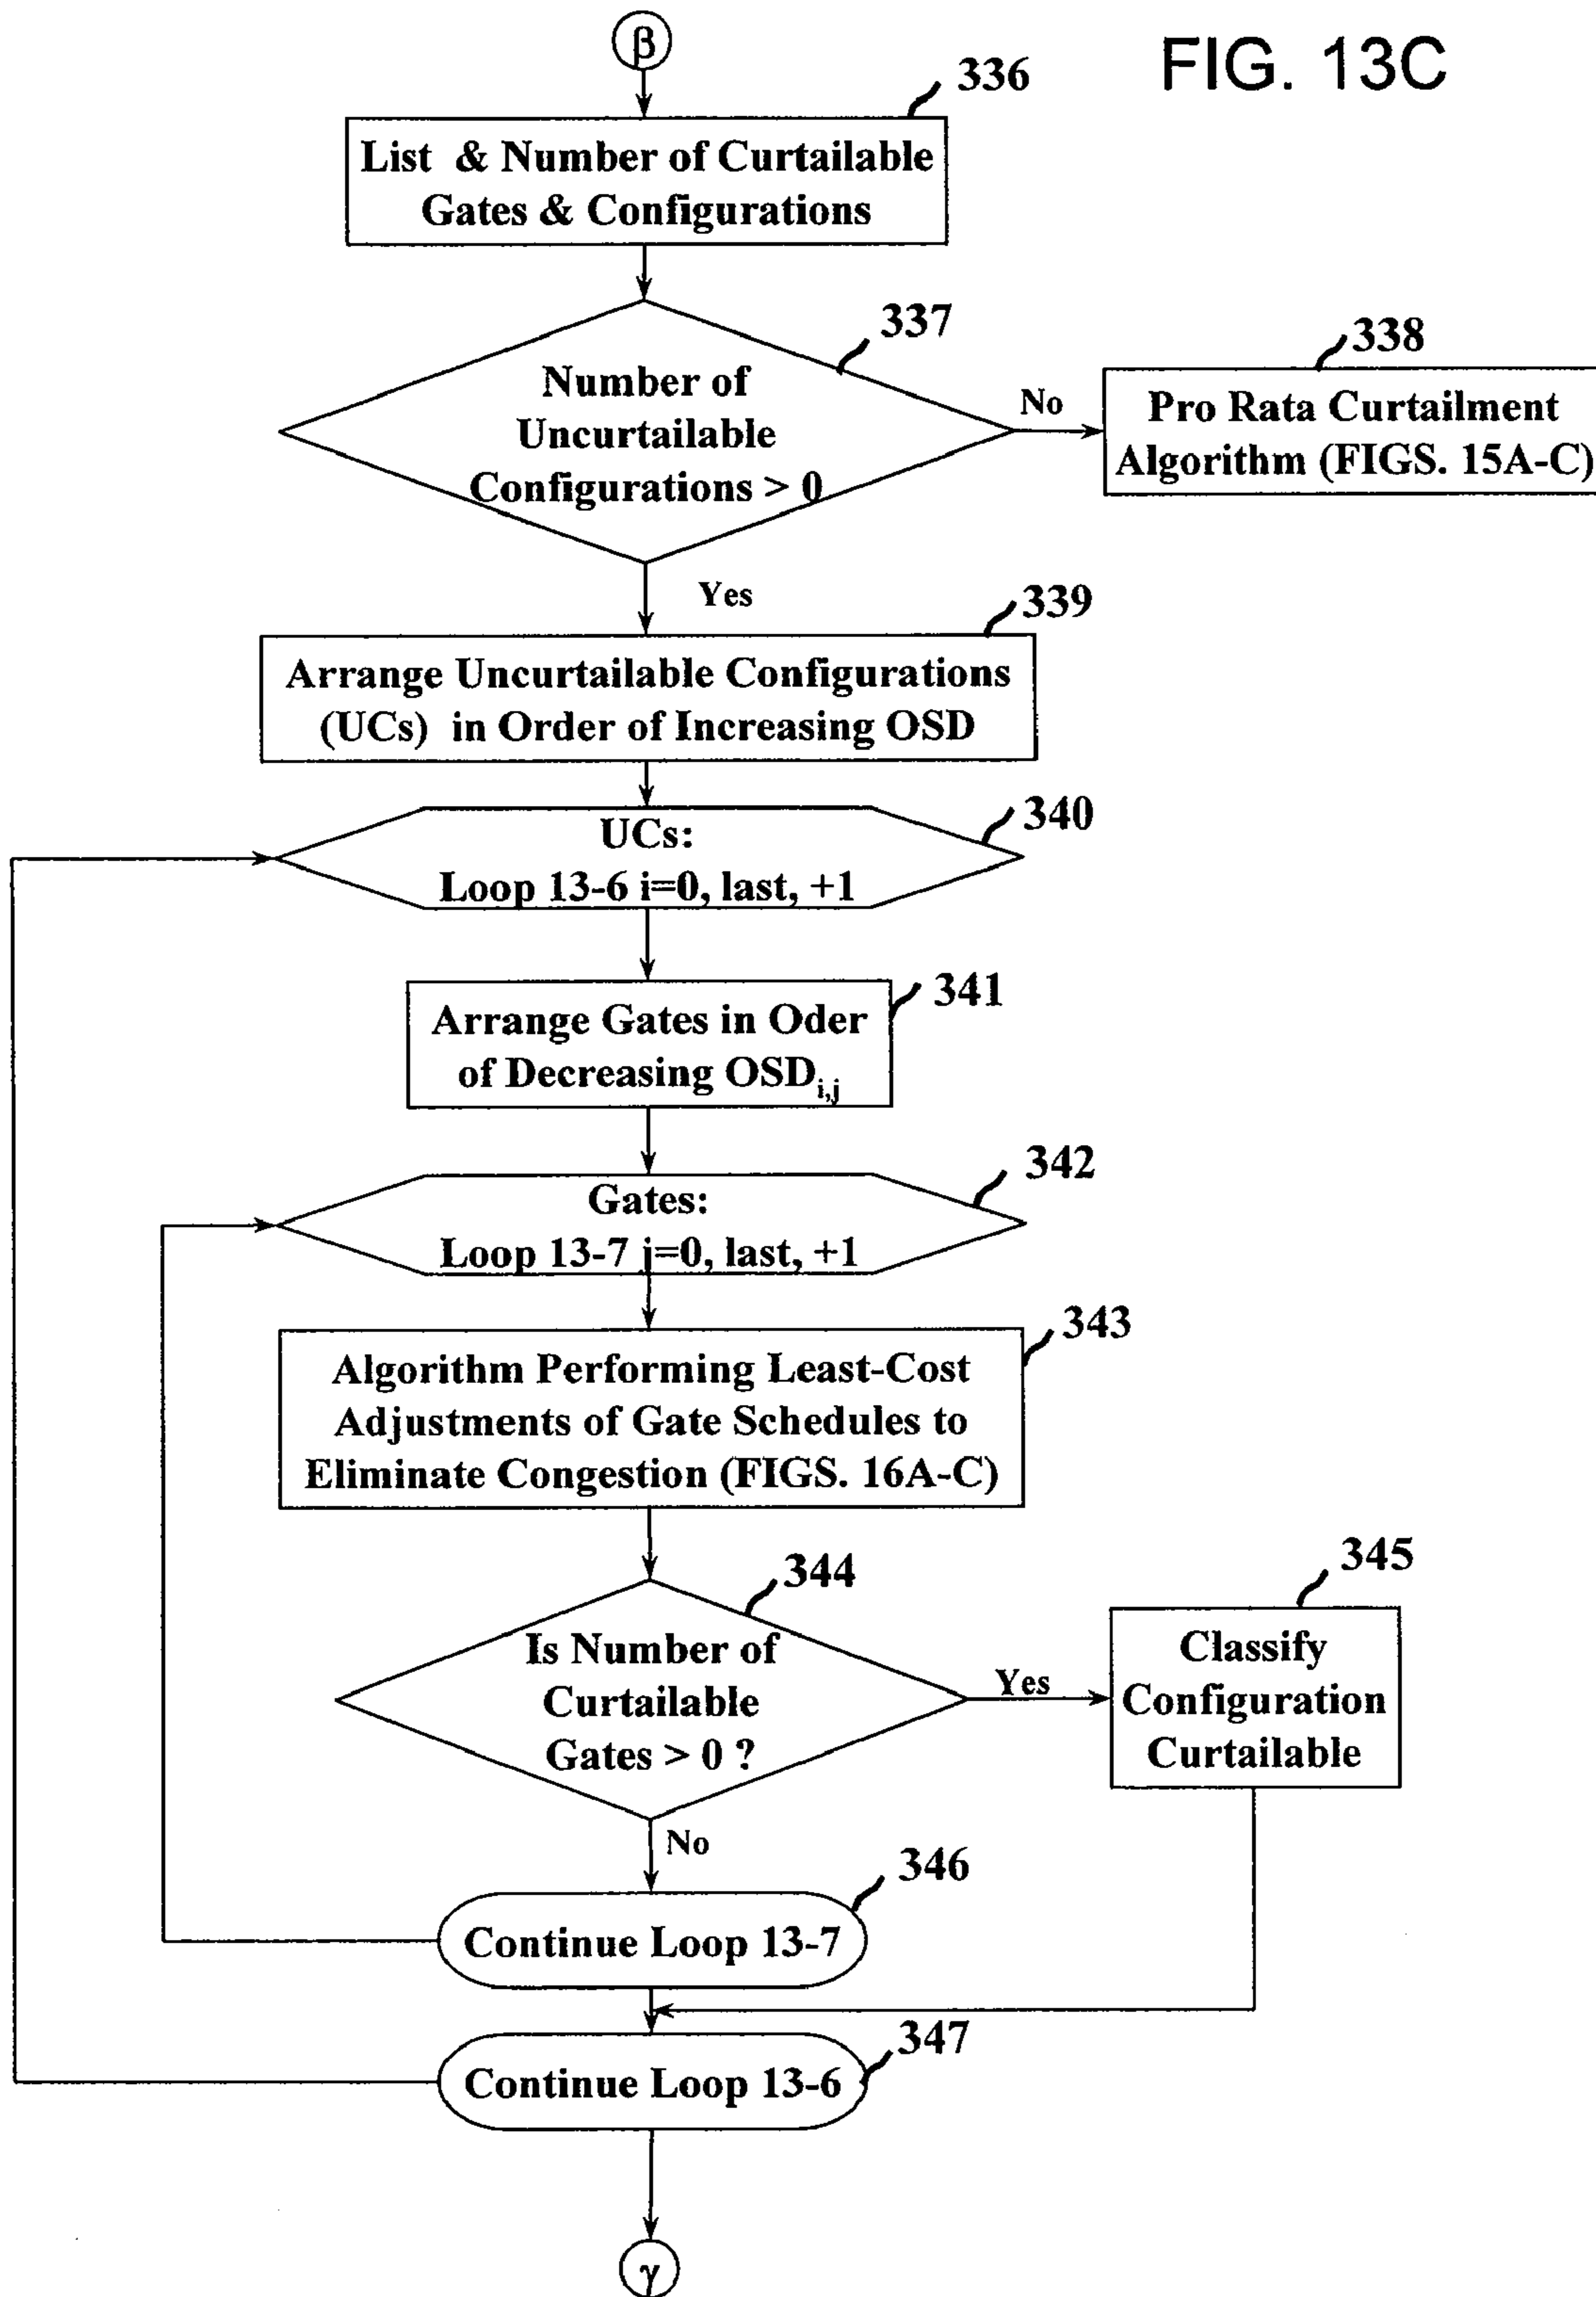 β
FIG. 13C
336
List & Number of Curtailable
Gates & Configurations
337
Number of
Uncurtailable
Configurations > 0
No
338
Pro Rata Curtailment
Algorithm (FIGS. 15A-C)
Yes
339
Arrange Uncurtailable Configurations
(UCs) in Order of Increasing OSD
340
UCs:
Loop 13-6 i=0, last, +1
341
Arrange Gates in Oder
of Decreasing OSDi,j
342
Gates:
Loop 13-7 j=0, last, +1
343
Algorithm Performing Least-Cost
Adjustments of Gate Schedules to
Eliminate Congestion (FIGS. 16A-C)
344
Is Number of
Curtailable
Gates > 0 ?
Yes
345
Classify
Configuration
Curtailable
No
346
Continue Loop 13-7
347
Continue Loop 13-6
γ